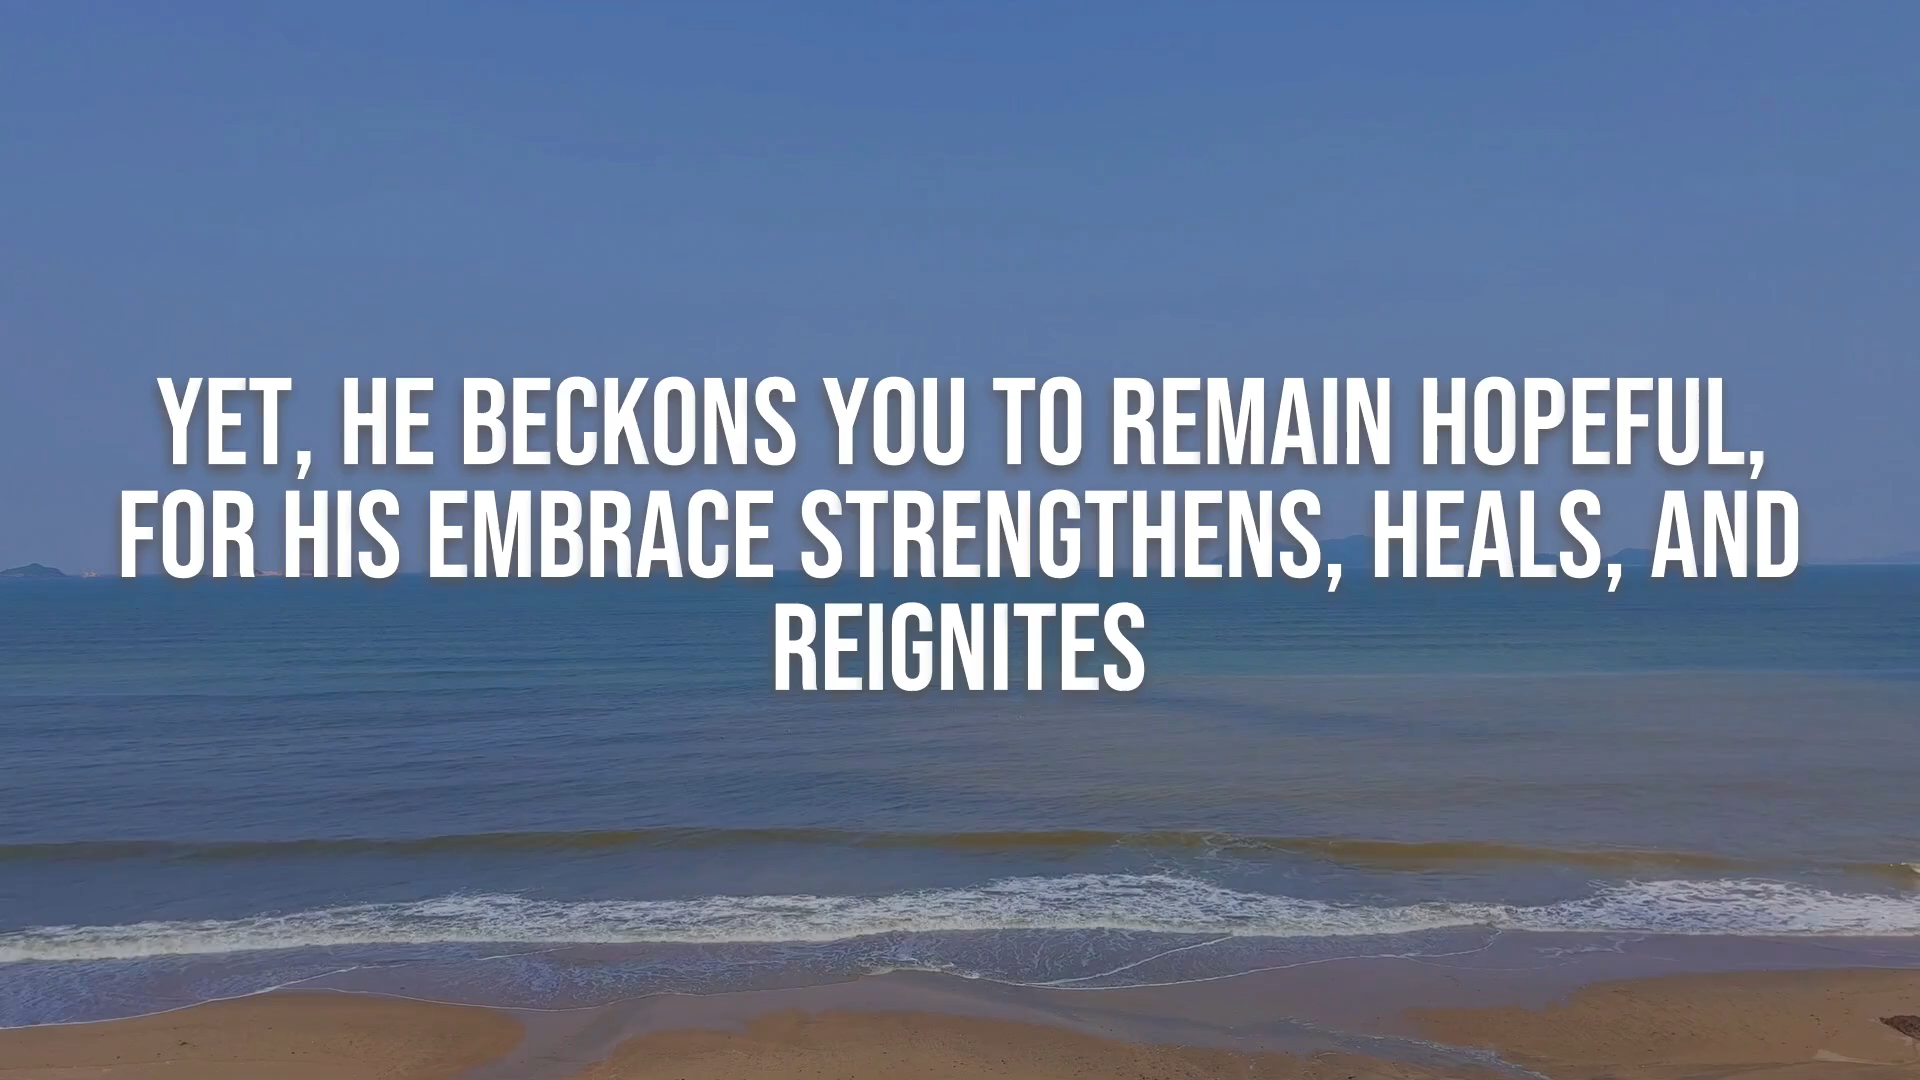 YET, HE BECKONS YOU TO REMAIN HOPEFUL,
FOR HIS EMBRACE STRENGTHENS, HEALS, AND
REIGNITES